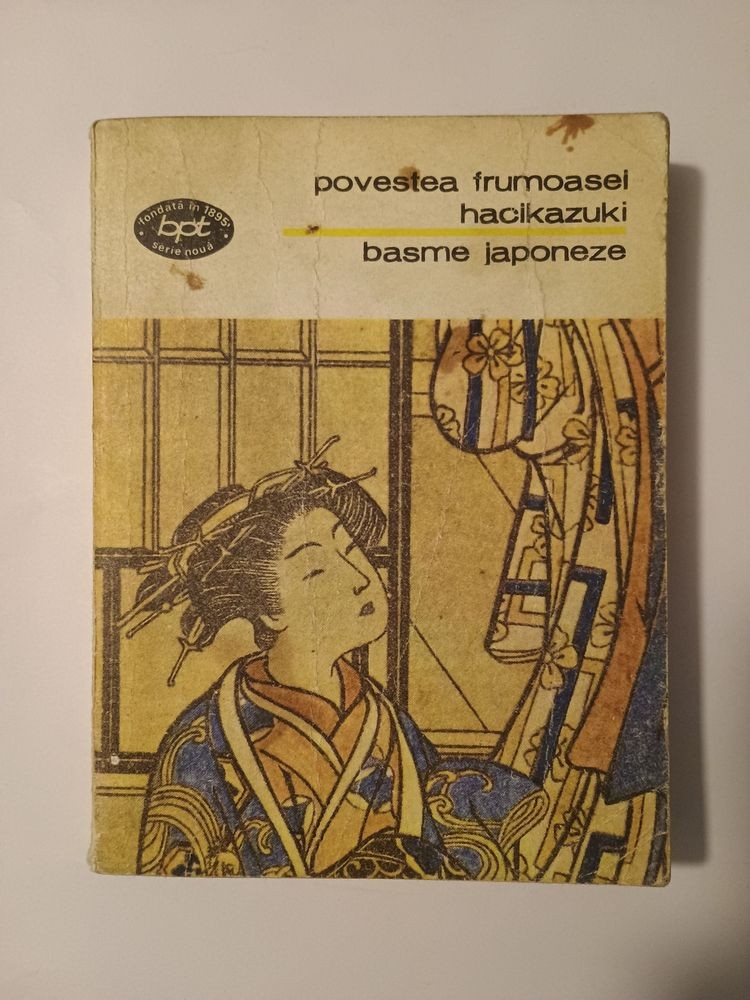 povestea frumoasei
hacikazuki
basme japoneze
fondată în 1895
bpt
serie nouă